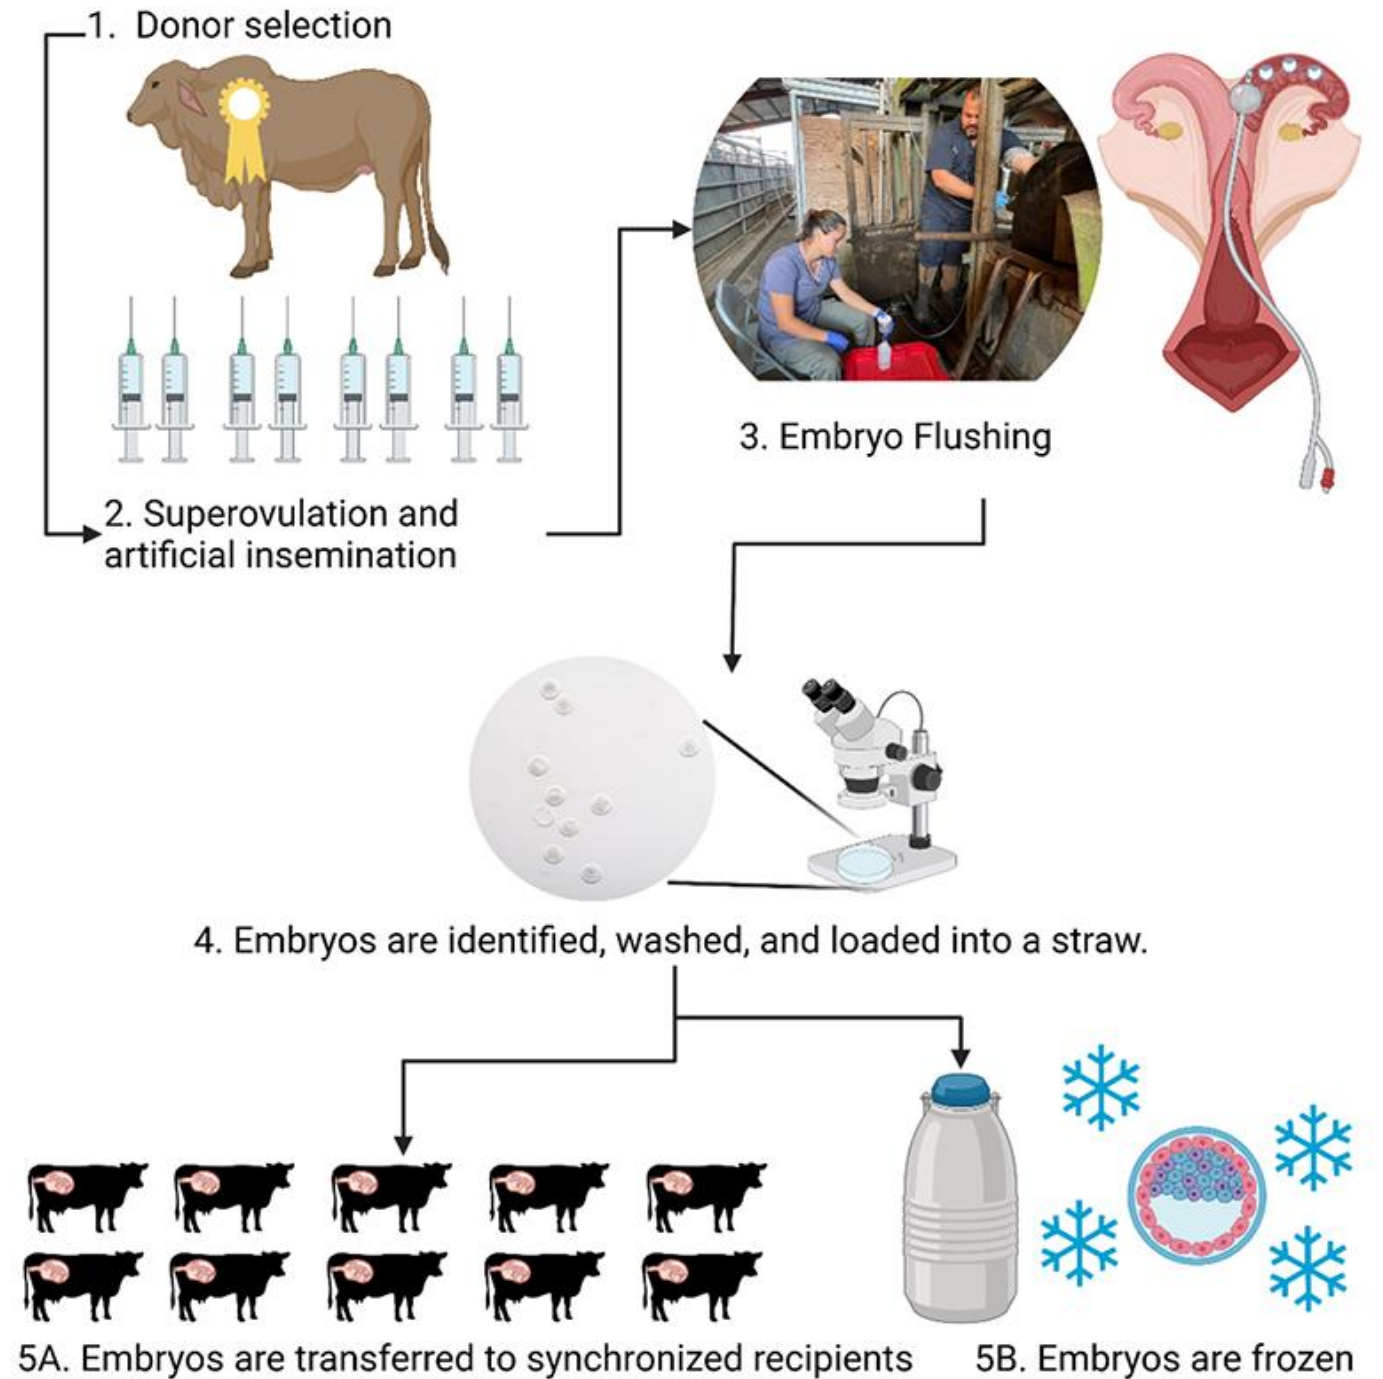 1. Donor selection
2. Superovulation and
artificial insemination
3. Embryo Flushing
4. Embryos are identified, washed, and loaded into a straw.
5A. Embryos are transferred to synchronized recipients
5B. Embryos are frozen